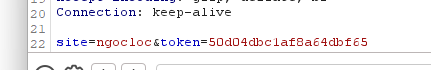 20 Connection: keep-alive
21
22 site=ngocloc&token=50d04dbc1af8a64dbf65